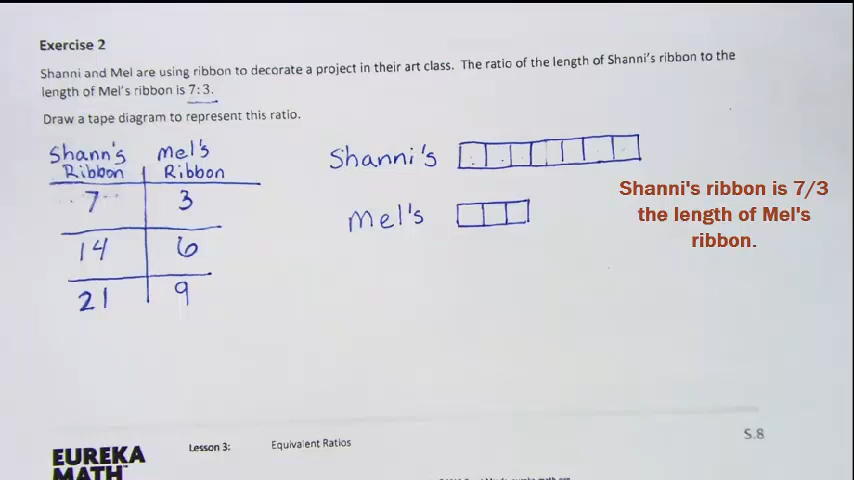 Exercise 2
Shanni and Mel are using ribbon to decorate a project in their art class. The ratio of the length of Shanni's ribbon to the
length of Mel's ribbon is 7:3.
Draw a tape diagram to represent this ratio.
Shann's Mel's
Ribbon Ribbon
7 3
14 6
21 9
Shanni's
Mel's
Shanni's ribbon is 7/3
the length of Mel's
ribbon.
S.8
EUREKA
MATH™
Lesson 3: Equivalent Ratios